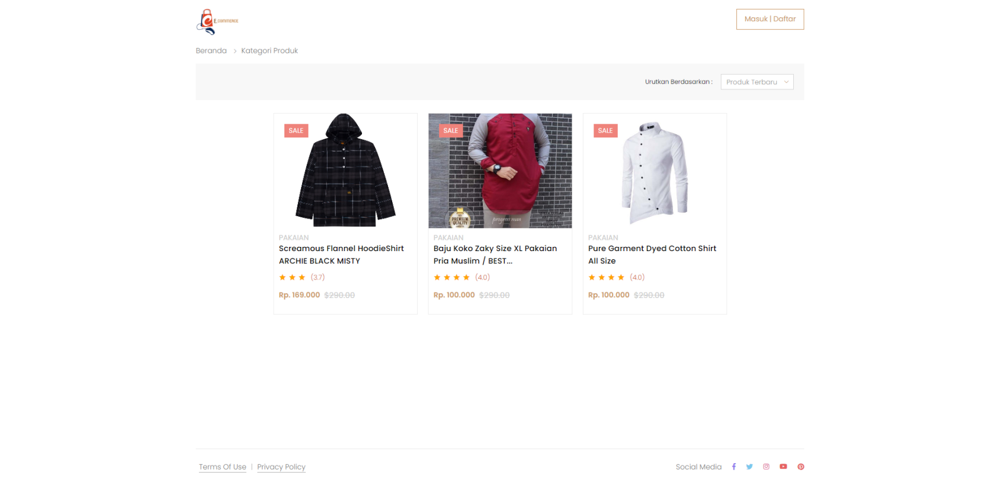 E_COMMERCE
Masuk | Daftar
Beranda > Kategori Produk
Urutkan Berdasarkan :
Produk Terbaru
SALE
SALE
PREMIUM
QUALITY
progress man
SALE
PAKAIAN
Screamous Flannel HoodieShirt
ARCHIE BLACK MISTY
(3.7)
Rp. 169.000 $290.00
PAKAIAN
Baju Koko Zaky Size XL Pakaian
Pria Muslim / BEST...
(4.0)
Rp. 100.000 $290.00
PAKAIAN
Pure Garment Dyed Cotton Shirt
All Size
(4.0)
Rp. 100.000 $290.00
Terms Of Use | Privacy Policy
Social Media